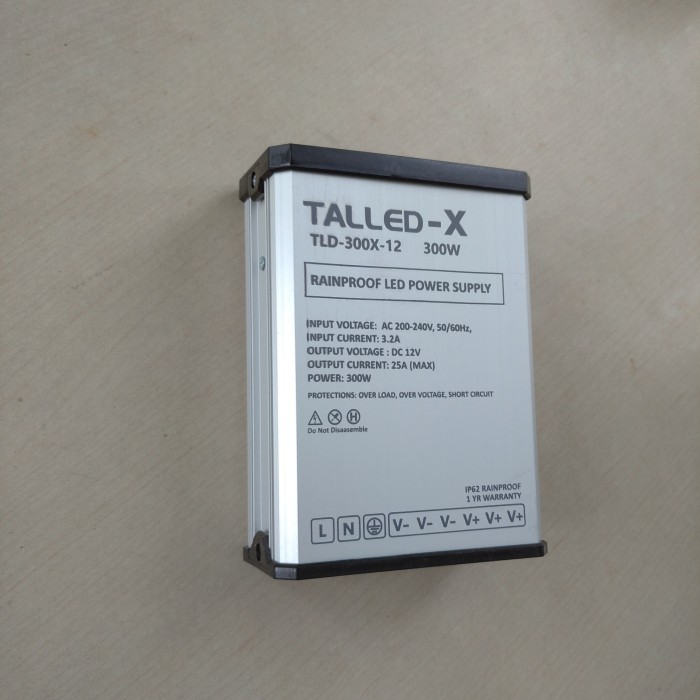 TALLED-X
TLD-300X-12 300W
RAINPROOF LED POWER SUPPLY
INPUT VOLTAGE: AC 200-240V, 50/60Hz,
INPUT CURRENT: 3.2A
OUTPUT VOLTAGE : DC 12V
OUTPUT CURRENT: 25A (MAX)
POWER: 300W
PROTECTIONS: OVER LOAD, OVER VOLTAGE, SHORT CIRCUIT
H
Do Not Disaasemble
IP62 RAINPROOF
1 YR WARRANTY
L N V- V- V- V+ V+ V+